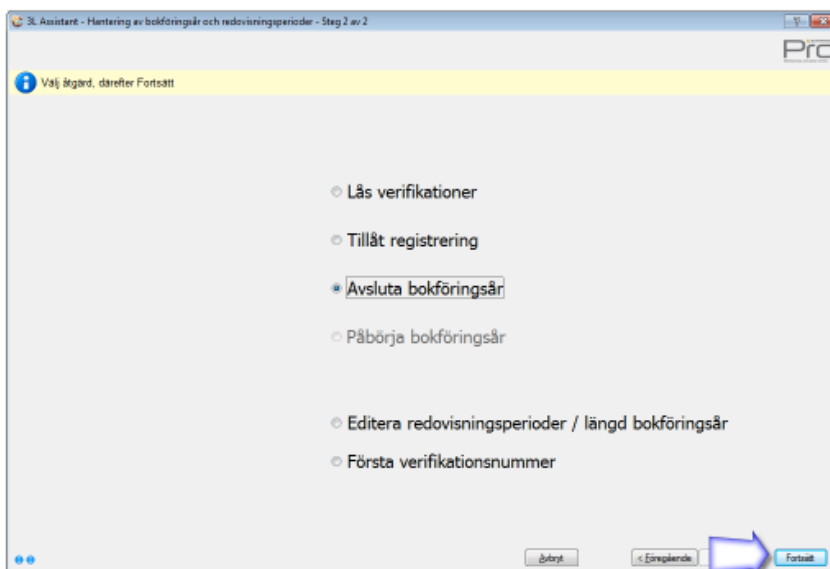 3L Assistant - Hantering av bokföringsår och redovisningsperioder - Steg 2 av 2
Pro
Välj åtgärd, därefter Fortsätt
Lås verifikationer
Tillåt registrering
Avsluta bokföringsår
Påbörja bokföringsår
Editera redovisningsperioder / längd bokföringsår
Första verifikationsnummer
Avbryt
< Föregående
Fortsätt